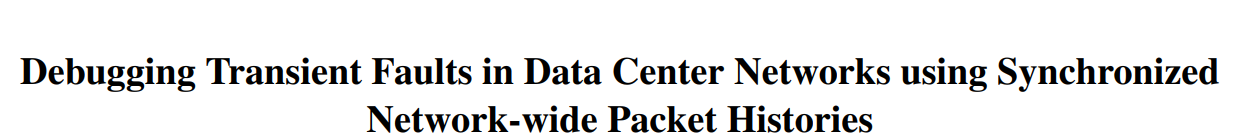 Debugging Transient Faults in Data Center Networks using Synchronized
Network-wide Packet Histories